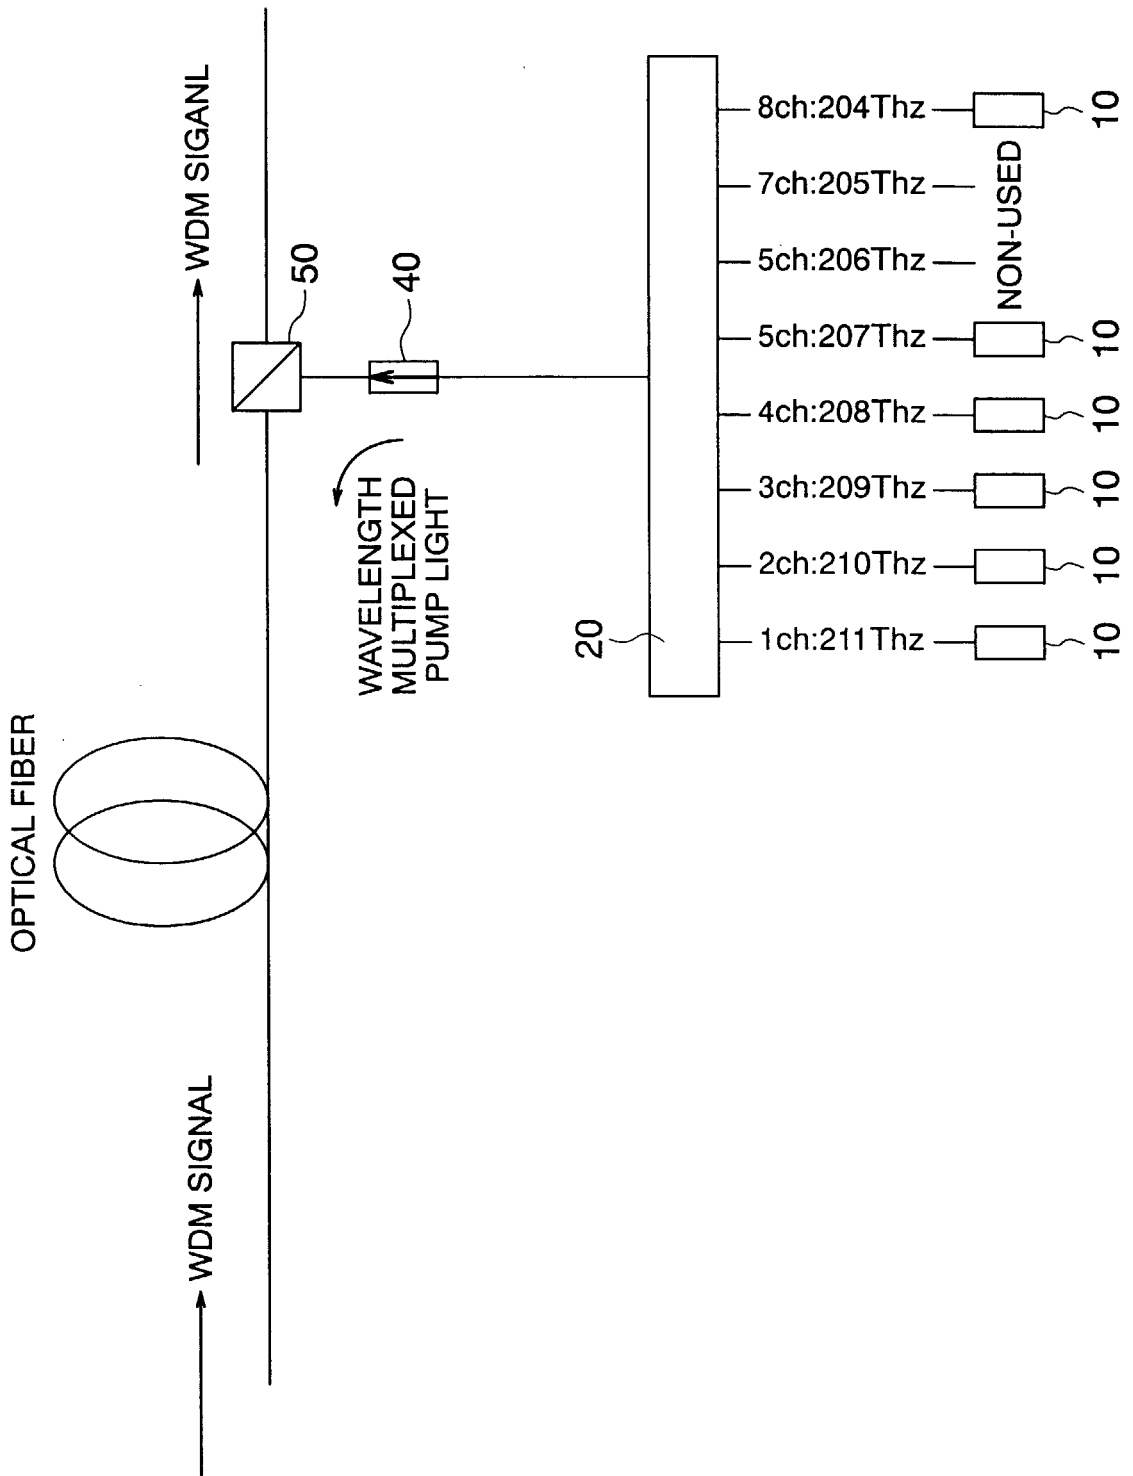 OPTICAL FIBER
WDM SIGNAL
WDM SIGANL
50
40
WAVELENGTH
MULTIPLEXED
PUMP LIGHT
20
8ch:204Thz
10
7ch:205Thz
5ch:206Thz
NON-USED
5ch:207Thz
10
4ch:208Thz
10
3ch:209Thz
10
2ch:210Thz
10
1ch:211Thz
10